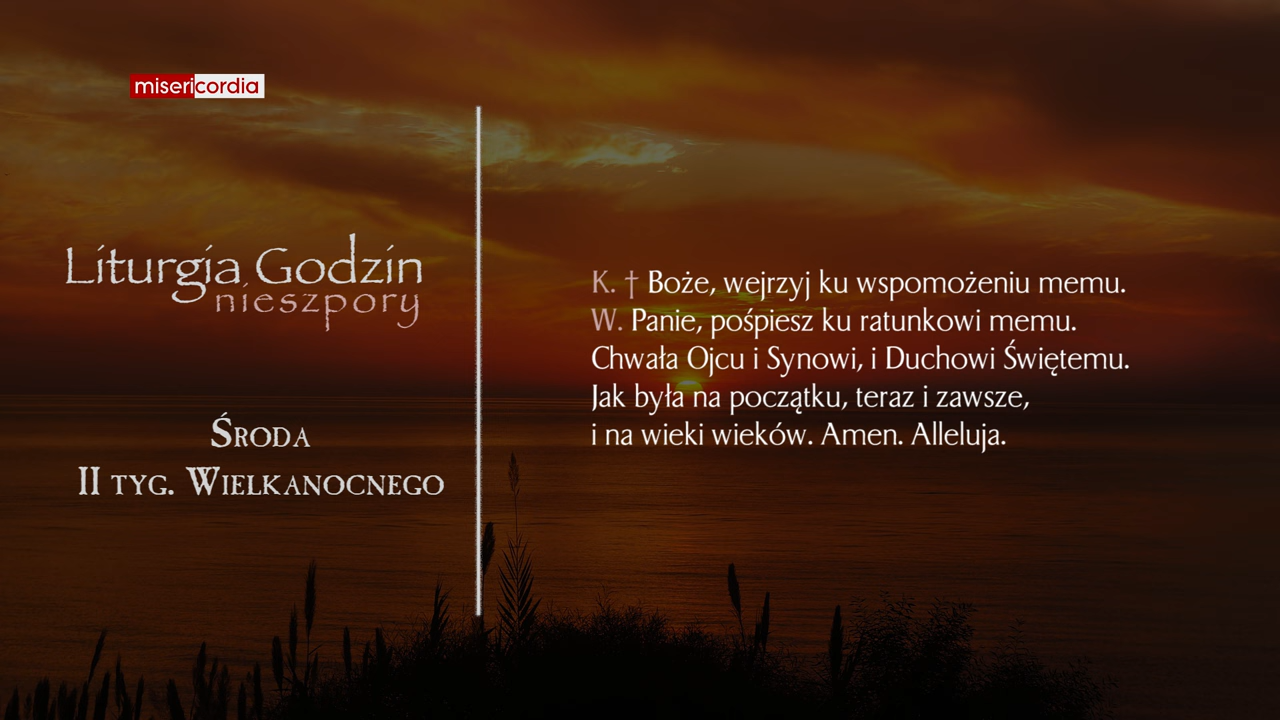 misericordia
Liturgia Godzin
nieszpory
Środa
II tyg. Wielkanocnego
K. † Boże, wejrzyj ku wspomożeniu memu.
W. Panie, pośpiesz ku ratunkowi memu.
Chwała Ojcu i Synowi, i Duchowi Świętemu.
Jak była na początku, teraz i zawsze,
i na wieki wieków. Amen. Alleluja.